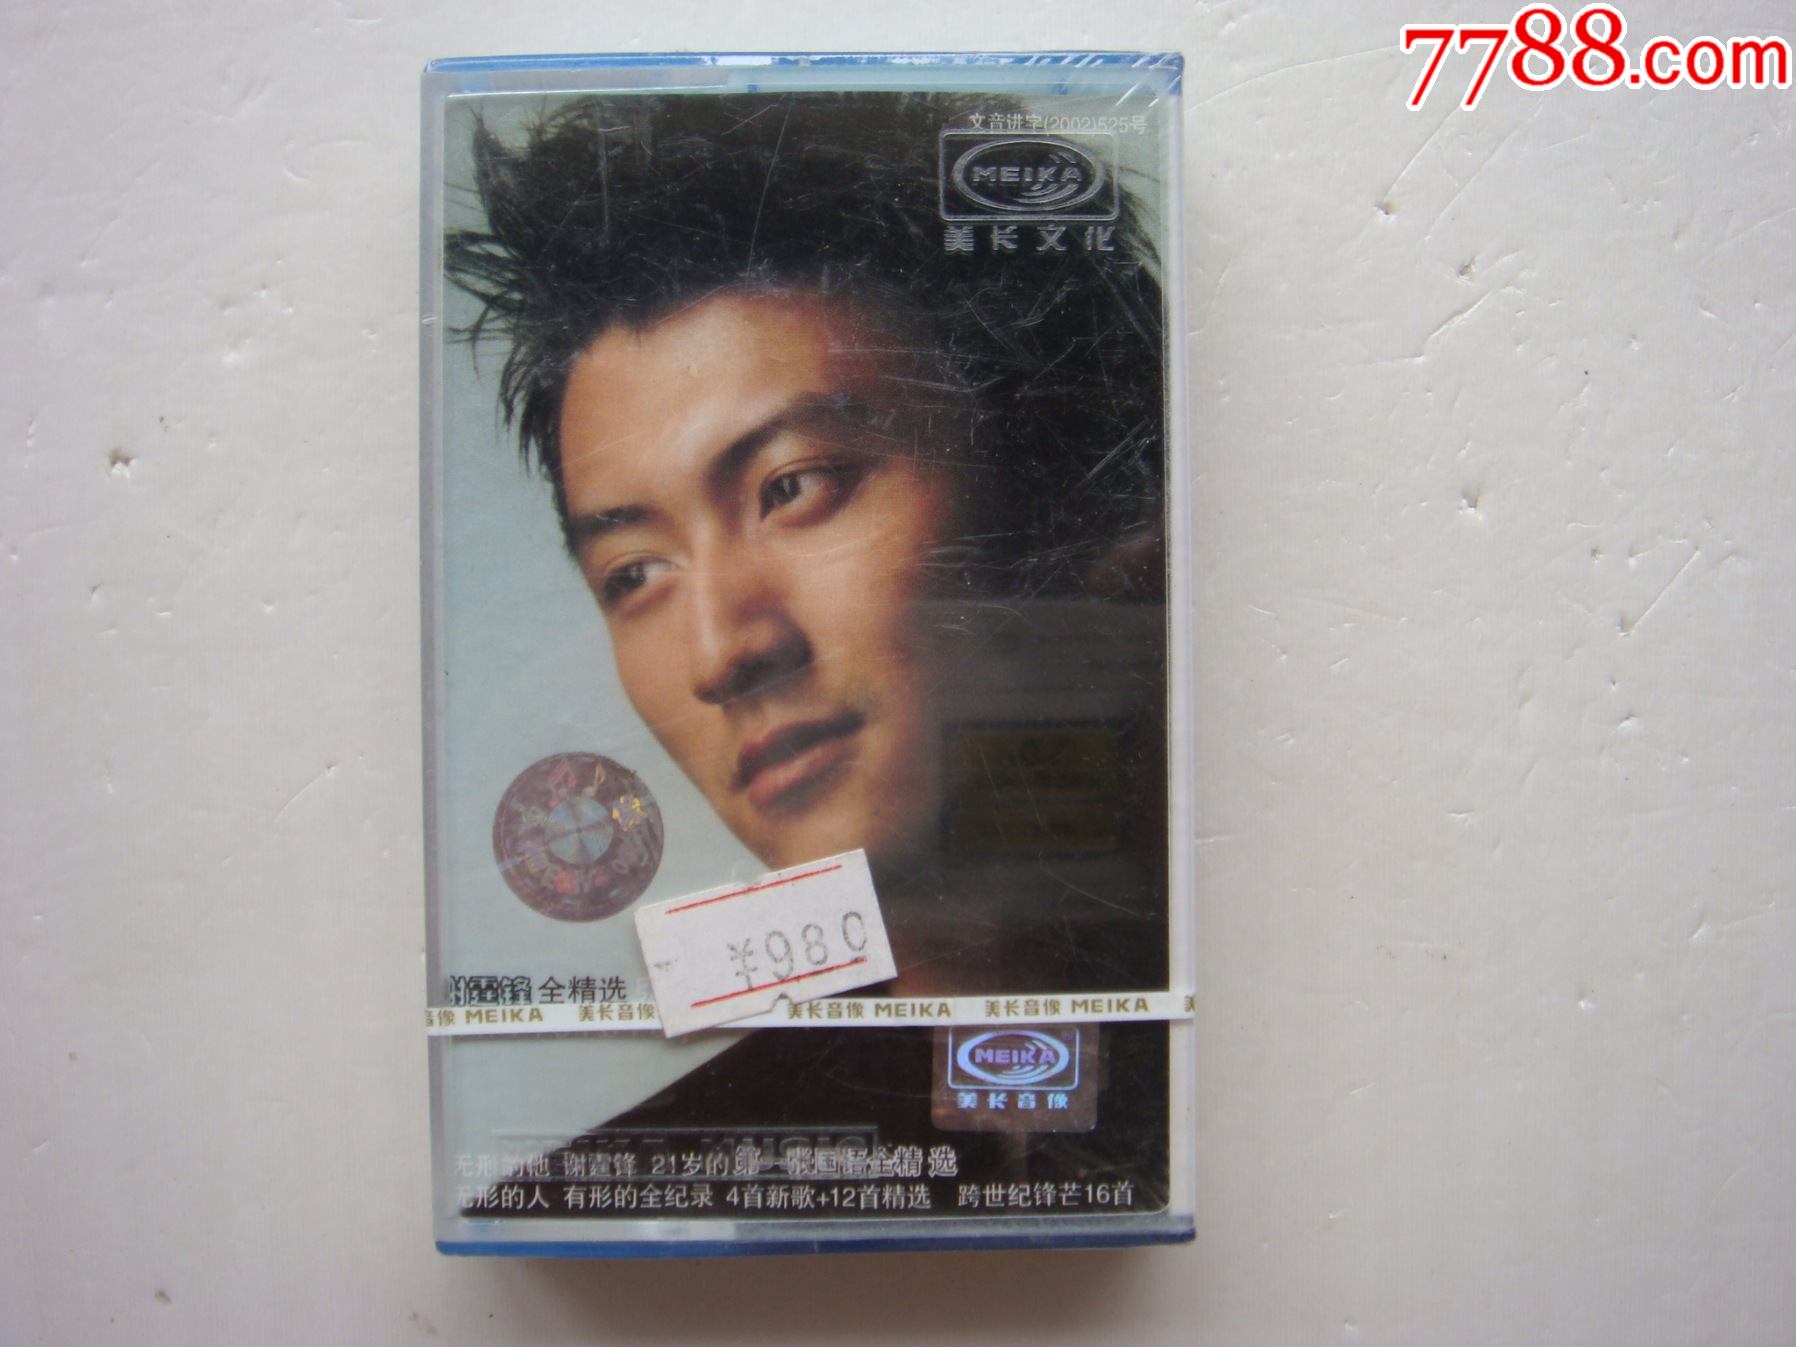 7788.com
文音讲字(2002)525号
MEIKA
美长文化
¥980
谢霆锋 全精选
音像 MEIKA 美长音像 美长音像 MEIKA 美长音像 MEIKA 美
MEIKA
美长音像
MEIKA MUSIC
无形的他 谢霆锋 21岁的第一张国语全精选
无形的人 有形的全纪录 4首新歌+12首精选 跨世纪锋芒16首